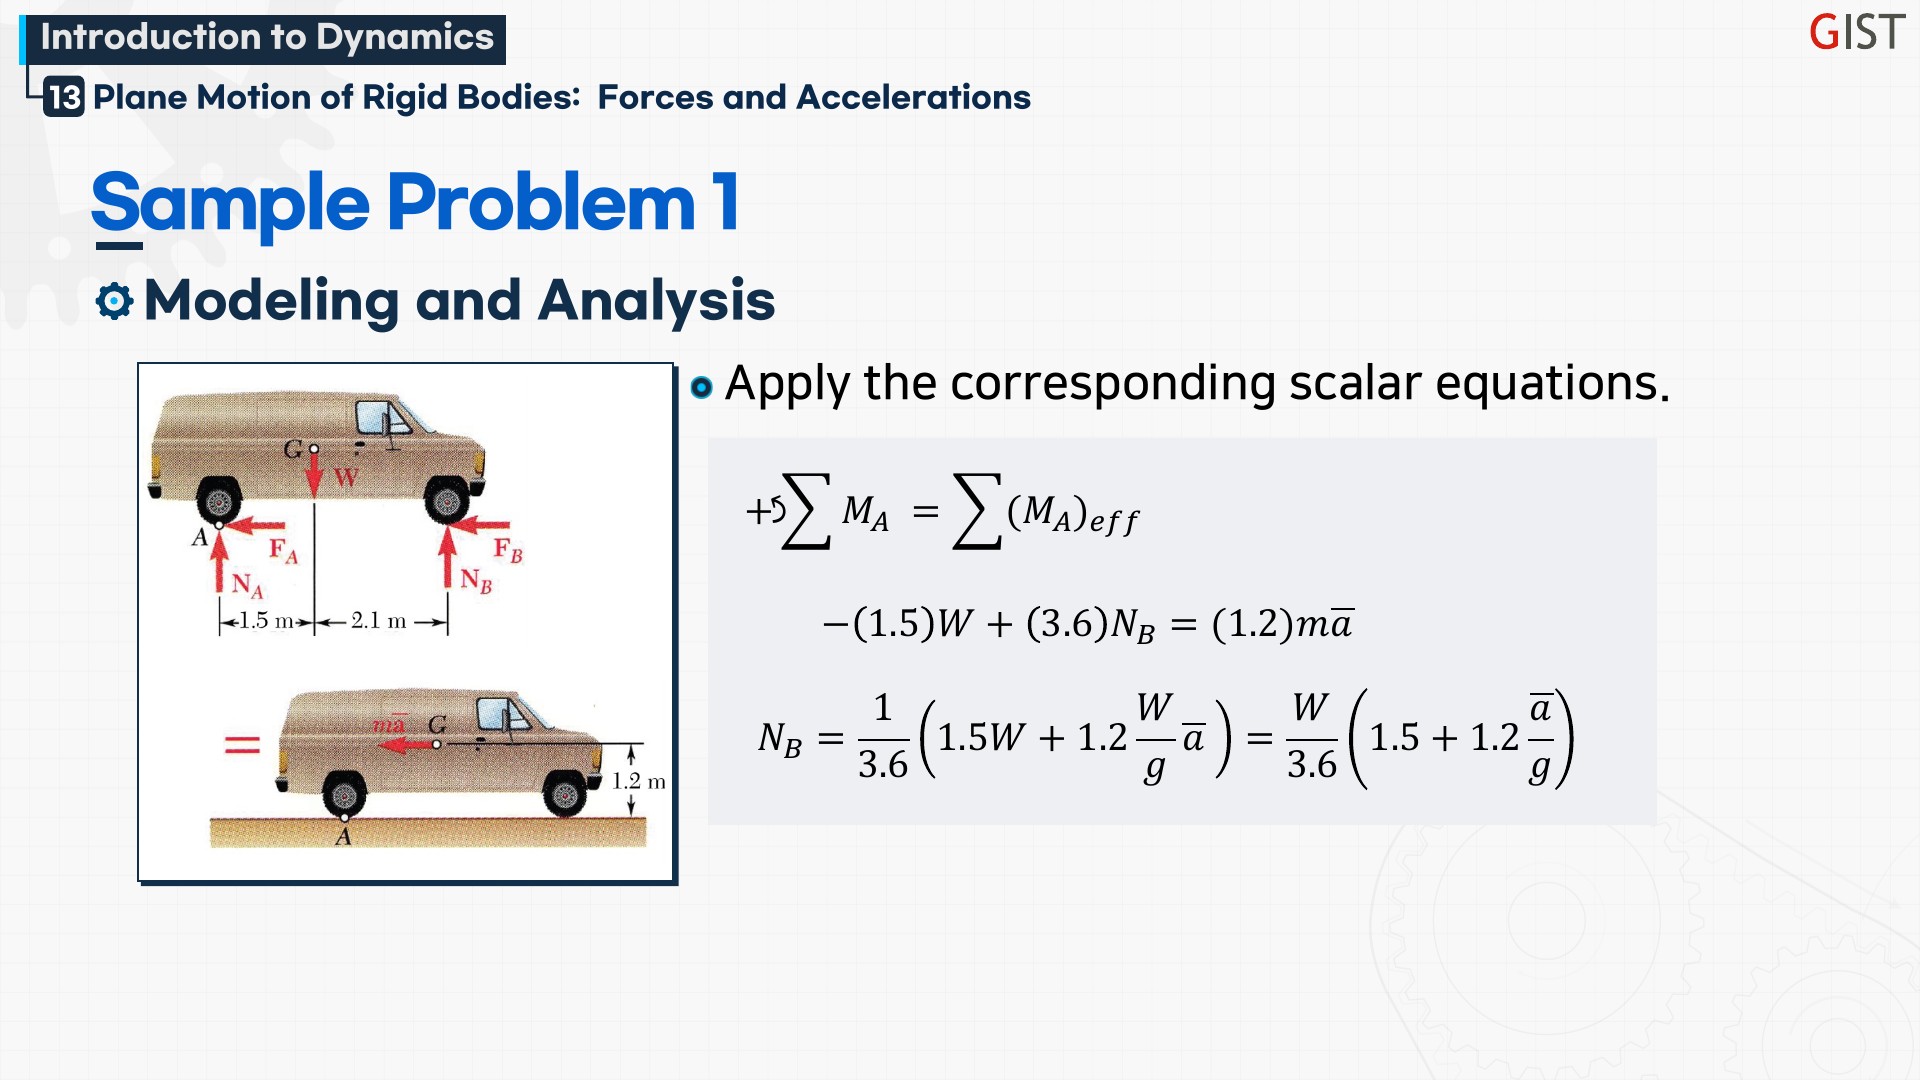 Introduction to Dynamics
GIST
13 Plane Motion of Rigid Bodies: Forces and Accelerations
Sample Problem 1
Modeling and Analysis
Apply the corresponding scalar equations.
G
W
A
F_A
F_B
N_A
N_B
1.5 m
2.1 m
+↺∑ M_A = ∑(M_A)_eff
−(1.5)W + (3.6)N_B = (1.2)ma̅
N_B = 1/3.6 (1.5W + 1.2 W/g a̅) = W/3.6 (1.5 + 1.2 a̅/g)
=
ma̅
G
1.2 m
A